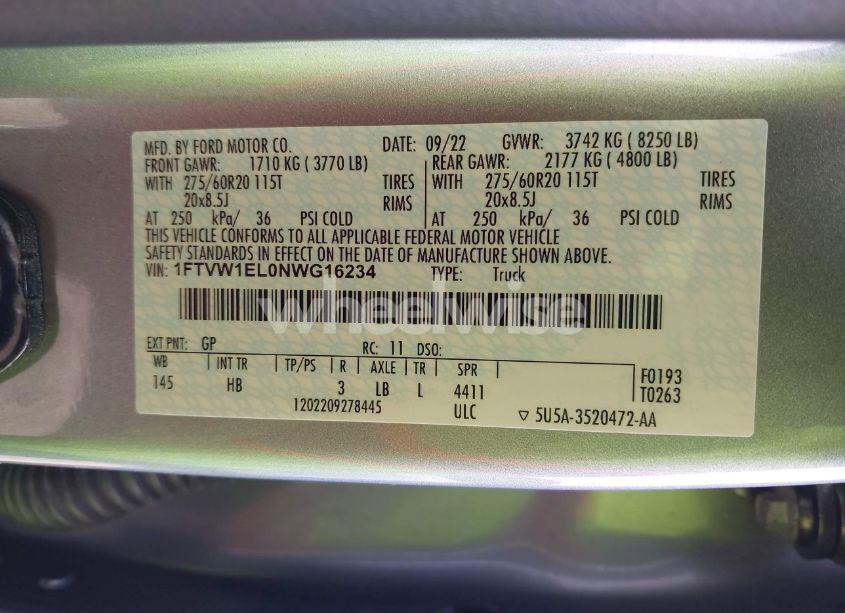 MFD. BY FORD MOTOR CO. DATE: 09/22 GVWR: 3742 KG ( 8250 LB)
FRONT GAWR: 1710 KG ( 3770 LB) REAR GAWR: 2177 KG ( 4800 LB)
WITH 275/60R20 115T TIRES WITH 275/60R20 115T TIRES
20x8.5J RIMS 20x8.5J RIMS
AT 250 kPa/ 36 PSI COLD AT 250 kPa/ 36 PSI COLD
THIS VEHICLE CONFORMS TO ALL APPLICABLE FEDERAL MOTOR VEHICLE
SAFETY STANDARDS IN EFFECT ON THE DATE OF MANUFACTURE SHOWN ABOVE.
VIN: 1FTVW1EL0NWG16234 TYPE: Truck
wheelwise
EXT PNT: GP RC: 11 DSO:
WB INT TR TP/PS R AXLE TR SPR
145 HB 3 LB L 4411 F0193
T0263
1202209278445 ULC ▽ 5U5A-3520472-AA